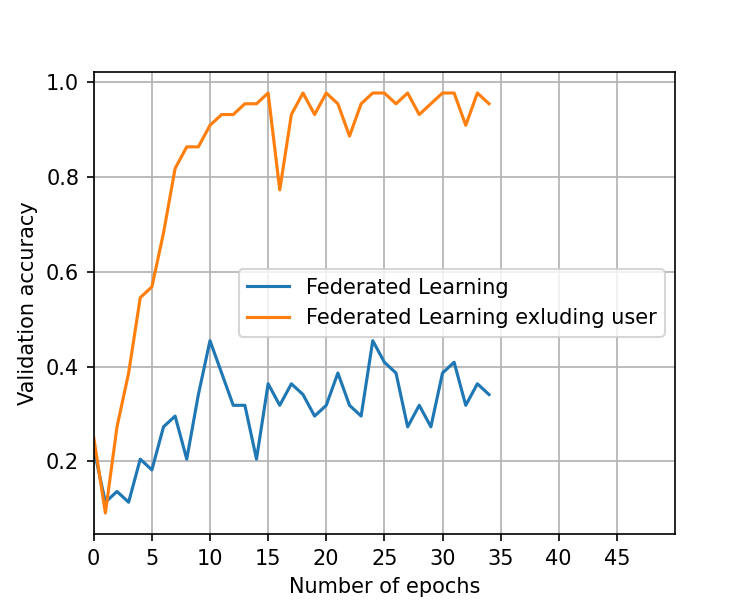 1.0
0.8
0.6
0.4
0.2
Validation accuracy
Federated Learning
Federated Learning exluding user
0 5 10 15 20 25 30 35 40 45
Number of epochs